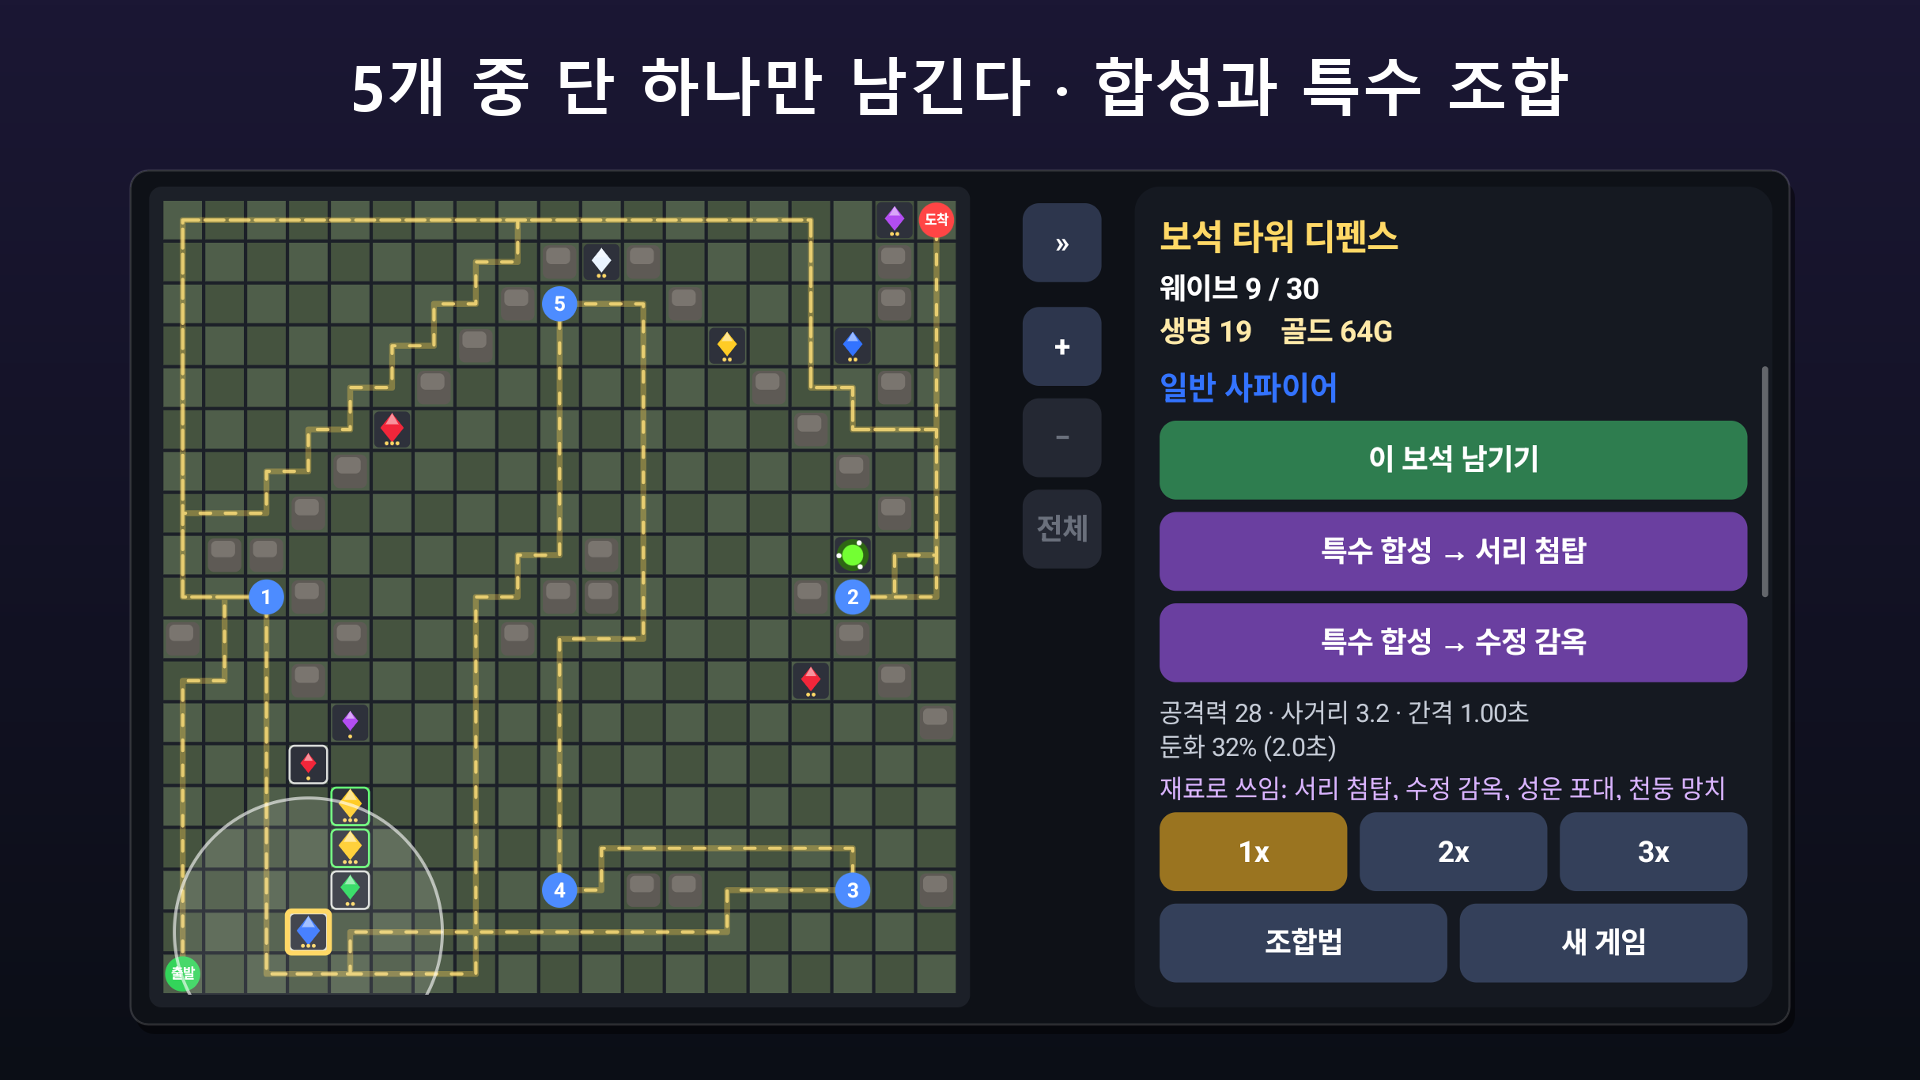 5개 중 단 하나만 남긴다 · 합성과 특수 조합
도착
5
1
2
4
3
출발
»
+
−
전체
보석 타워 디펜스
웨이브 9 / 30
생명 19 골드 64G
일반 사파이어
이 보석 남기기
특수 합성 → 서리 첨탑
특수 합성 → 수정 감옥
공격력 28 · 사거리 3.2 · 간격 1.00초
둔화 32% (2.0초)
재료로 쓰임: 서리 첨탑, 수정 감옥, 성운 포대, 천둥 망치
1x 2x 3x
조합법 새 게임